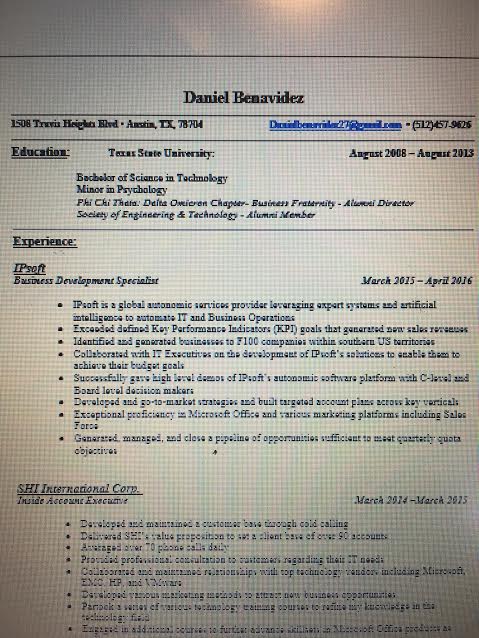 Daniel Benavidez
1508 Travis Heights Blvd • Austin, TX, 78704 Danielbenavidez27@gmail.com • (512)457-9626
Education: Texas State University: August 2008 – August 2013
Bachelor of Science in Technology
Minor in Psychology
Phi Chi Theta: Delta Omicron Chapter- Business Fraternity - Alumni Director
Society of Engineering & Technology - Alumni Member
Experience:
IPsoft
Business Development Specialist March 2015 – April 2016
• IPsoft is a global autonomic services provider leveraging expert systems and artificial
intelligence to automate IT and Business Operations
• Exceeded defined Key Performance Indicators (KPI) goals that generated new sales revenues
• Identified and generated businesses to F100 companies within southern US territories
• Collaborated with IT Executives on the development of IPsoft's solutions to enable them to
achieve their budget goals
• Successfully gave high level demos of IPsoft's autonomic software platform with C-level and
Board level decision makers
• Developed and go-to-market strategies and built targeted account plans across key verticals
• Exceptional proficiency in Microsoft Office and various marketing platforms including Sales
Force
• Generated, managed, and close a pipeline of opportunities sufficient to meet quarterly quota
objectives
SHI International Corp.
Inside Account Executive March 2014 –March 2015
• Developed and maintained a customer base through cold calling
• Delivered SHI's value proposition to set a client base of over 90 accounts
• Averaged over 70 phone calls daily
• Provided professional consultation to customers regarding their IT needs
• Collaborated and maintained relationships with top technology vendors including Microsoft,
EMC, HP, and VMware
• Developed various marketing methods to attract new business opportunities
• Partook a series of various technology training courses to refine my knowledge in the
technology field
• Engaged in additional courses to further advance skillsets in Microsoft Office products as